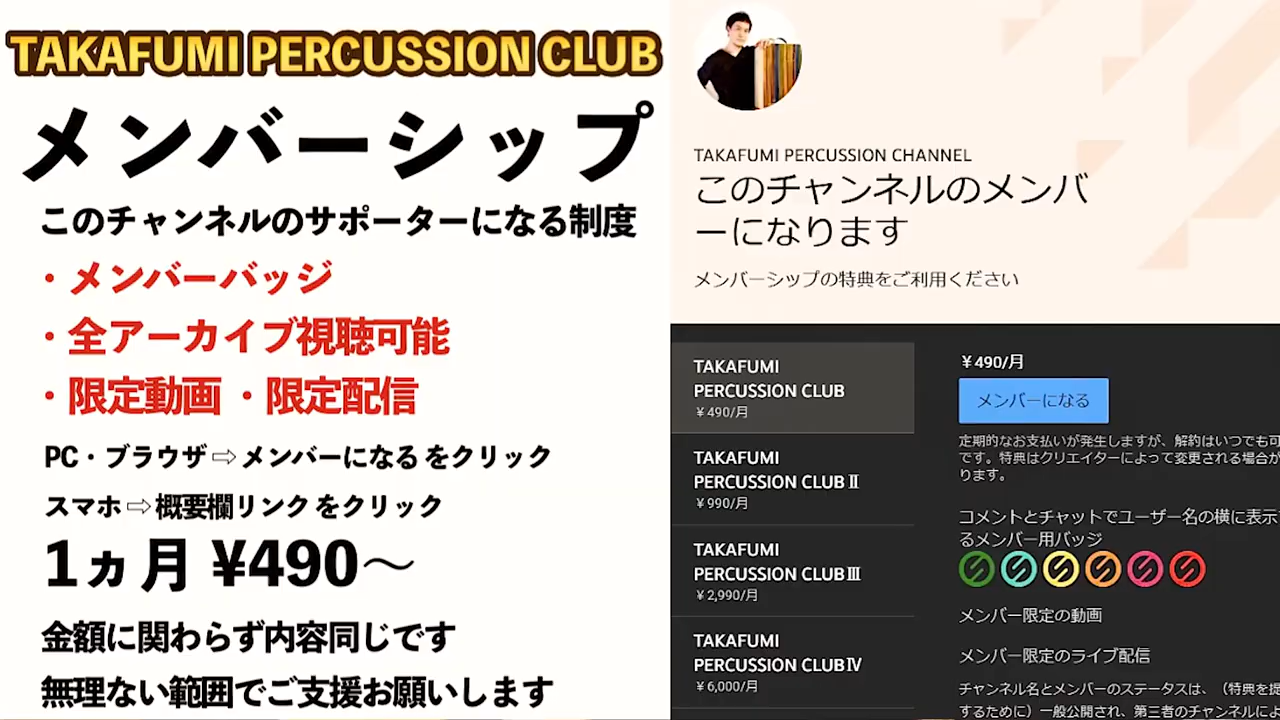 TAKAFUMI PERCUSSION CLUB
メンバーシップ
このチャンネルのサポーターになる制度
・メンバーバッジ
・全アーカイブ視聴可能
・限定動画 ・限定配信
PC・ブラウザ⇨メンバーになる をクリック
スマホ⇨概要欄リンク をクリック
1ヵ月 ¥490〜
金額に関わらず内容同じです
無理ない範囲でご支援お願いします
TAKAFUMI PERCUSSION CHANNEL
このチャンネルのメンバ
ーになります
メンバーシップの特典をご利用ください
TAKAFUMI
PERCUSSION CLUB
¥490/月
TAKAFUMI
PERCUSSION CLUBⅡ
¥990/月
TAKAFUMI
PERCUSSION CLUBⅢ
¥2,990/月
TAKAFUMI
PERCUSSION CLUBⅣ
¥6,000/月
¥490/月
メンバーになる
定期的なお支払いが発生しますが、解約はいつでも可
です。特典はクリエイターによって変更される場合が
ります。
コメントとチャットでユーザー名の横に表示
るメンバー用バッジ
メンバー限定の動画
メンバー限定のライブ配信
チャンネル名とメンバーのステータスは、（特典を提
するために）一般公開され、第三者のチャンネルによ